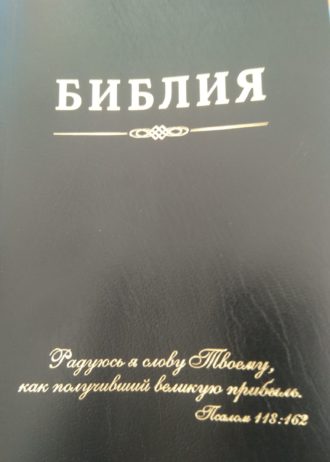 БИБЛИЯ
Радуюсь я слову Твоему,
как получивший великую прибыль.
Псалом 118:162